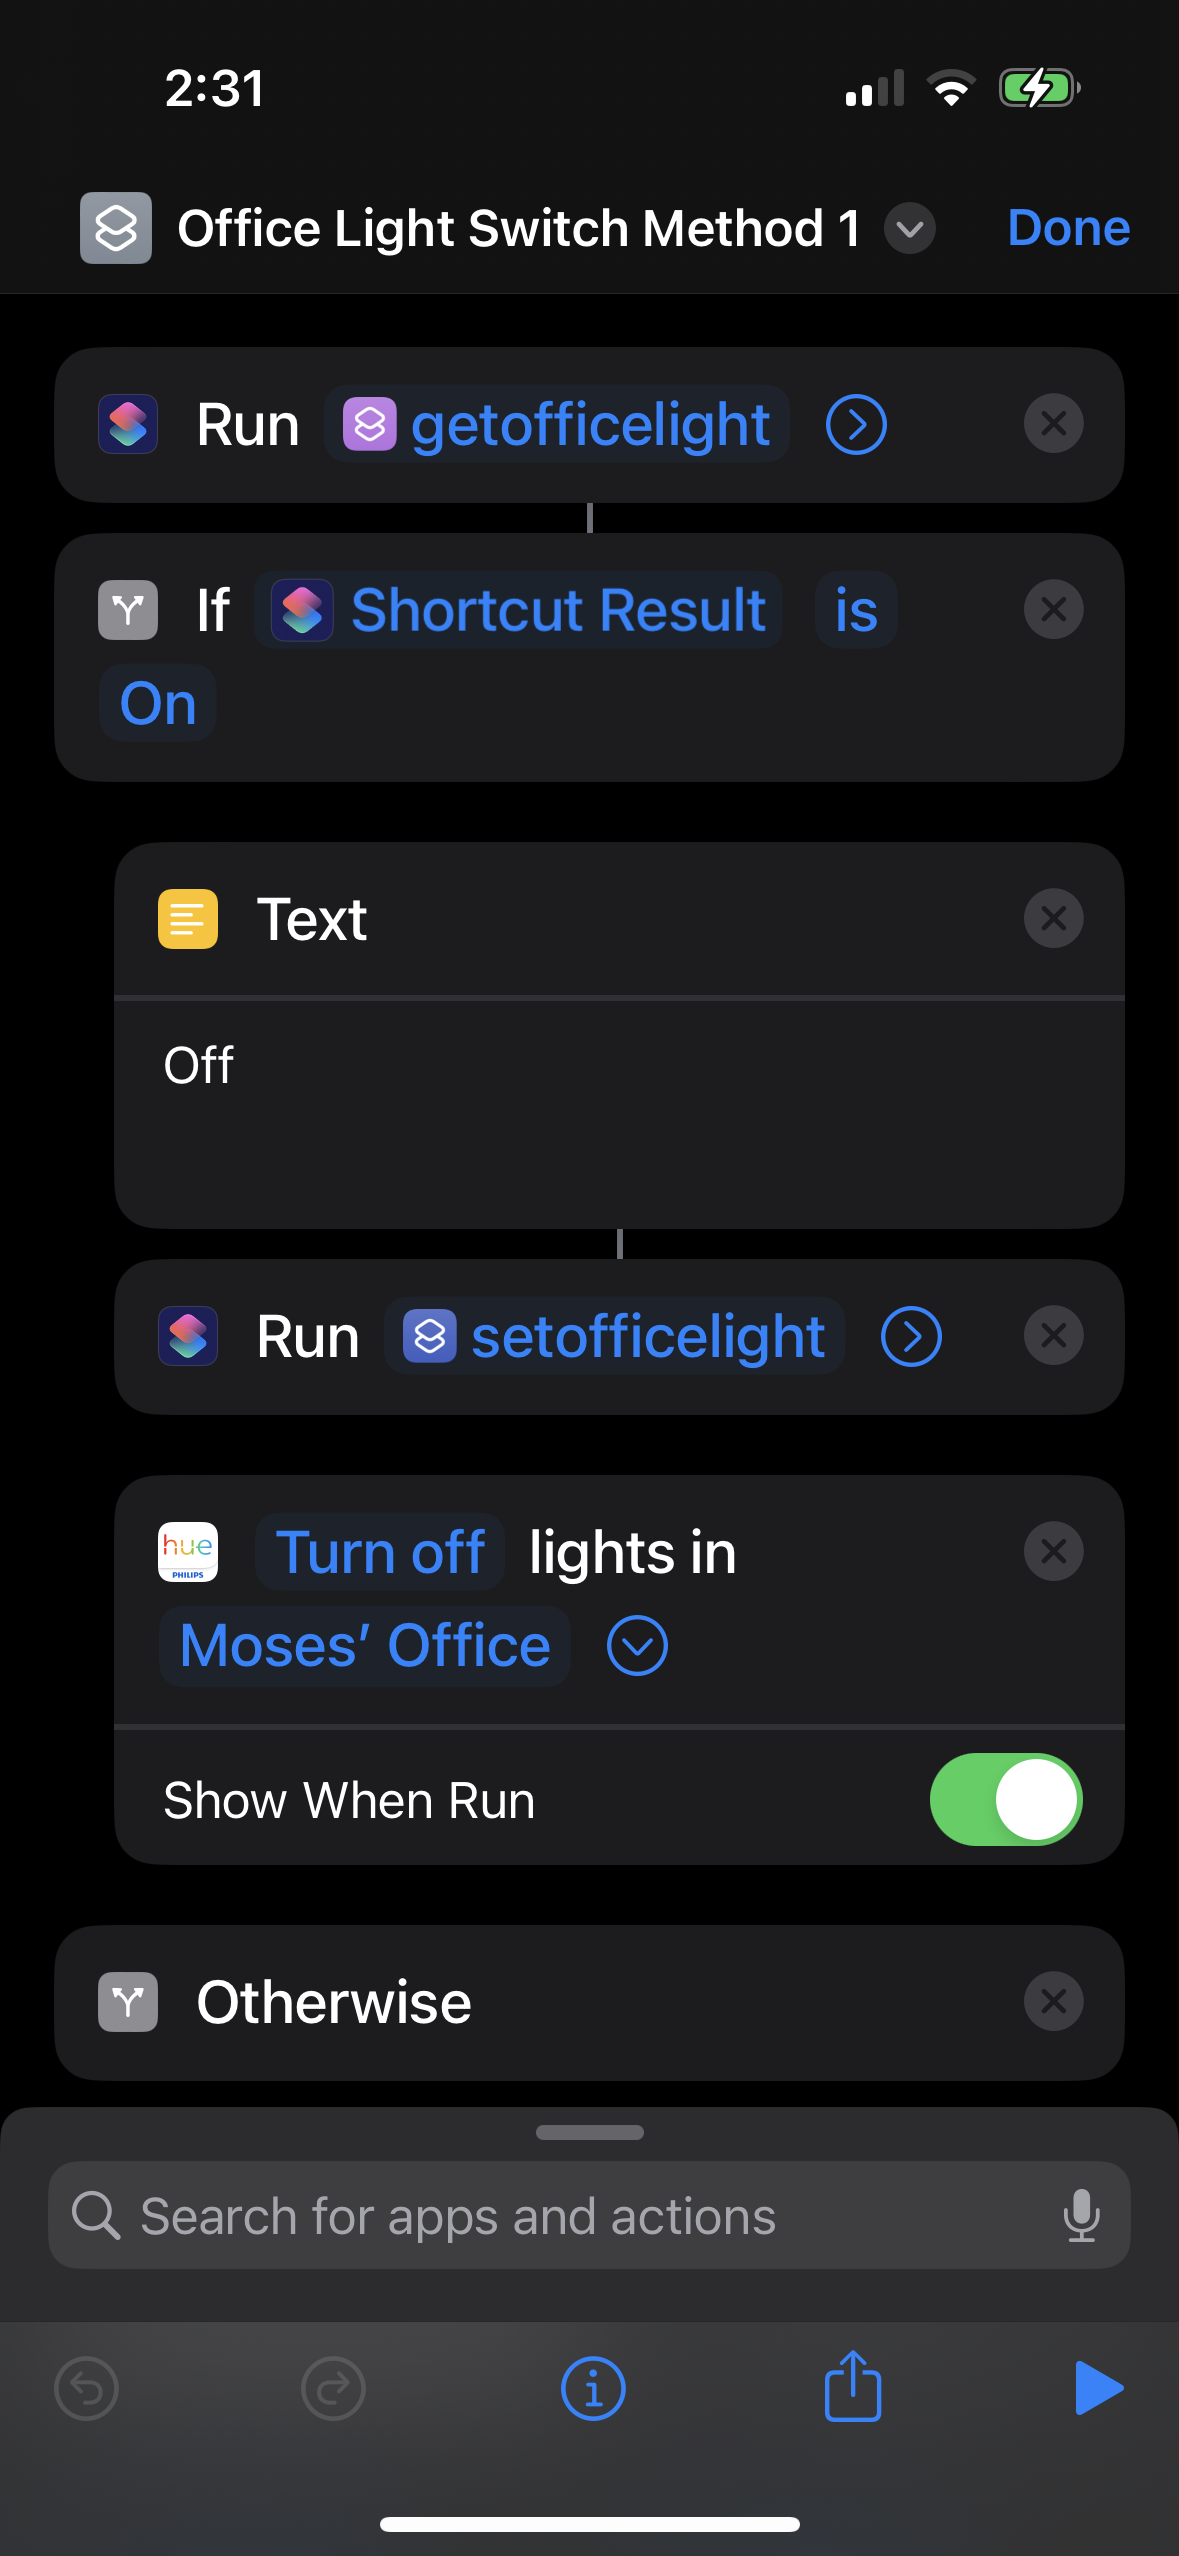 2:31
Office Light Switch Method 1
Done
Run getofficelight
If Shortcut Result is
On
Text
Off
Run setofficelight
hue
PHILIPS
Turn off lights in
Moses’ Office
Show When Run
Otherwise
Search for apps and actions